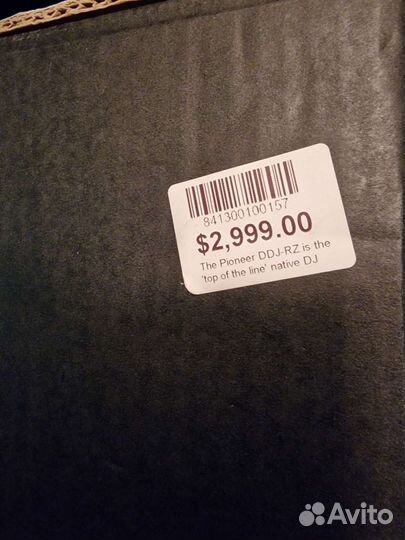 841300100157
$2,999.00
The Pioneer DDJ-RZ is the
'top of the line' native DJ
Avito